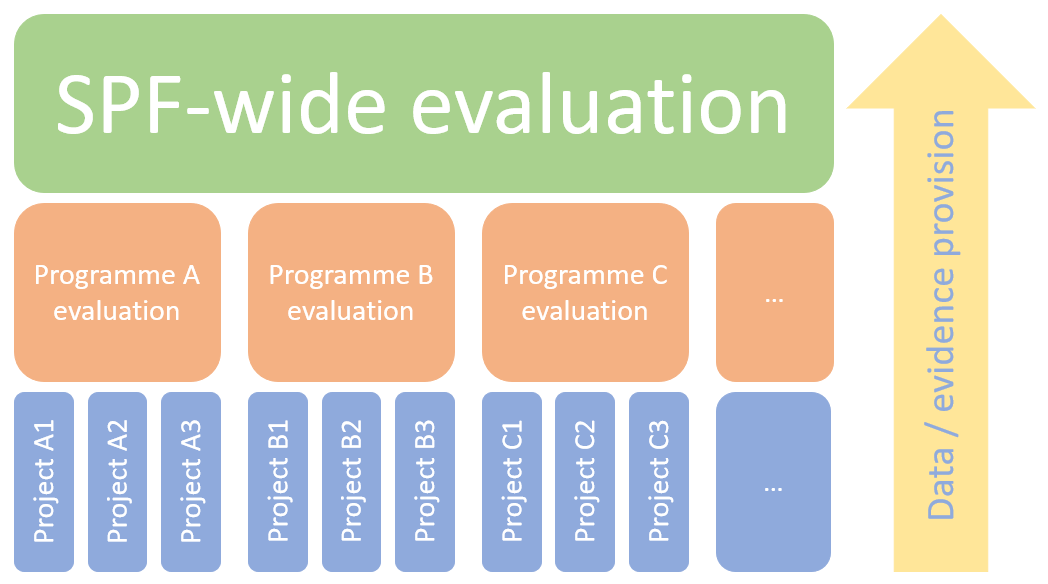 SPF-wide evaluation
Programme A
evaluation
Programme B
evaluation
Programme C
evaluation
...
Project A1
Project A2
Project A3
Project B1
Project B2
Project B3
Project C1
Project C2
Project C3
...
Data / evidence provision